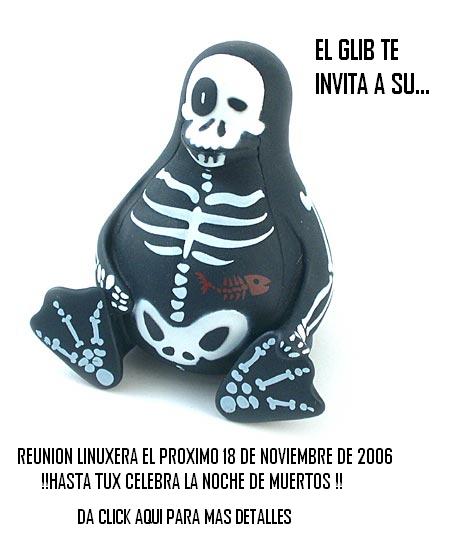 EL GLIB TE
INVITA A SU...
REUNION LINUXERA EL PROXIMO 18 DE NOVIEMBRE DE 2006
!!HASTA TUX CELEBRA LA NOCHE DE MUERTOS !!
DA CLICK AQUI PARA MAS DETALLES